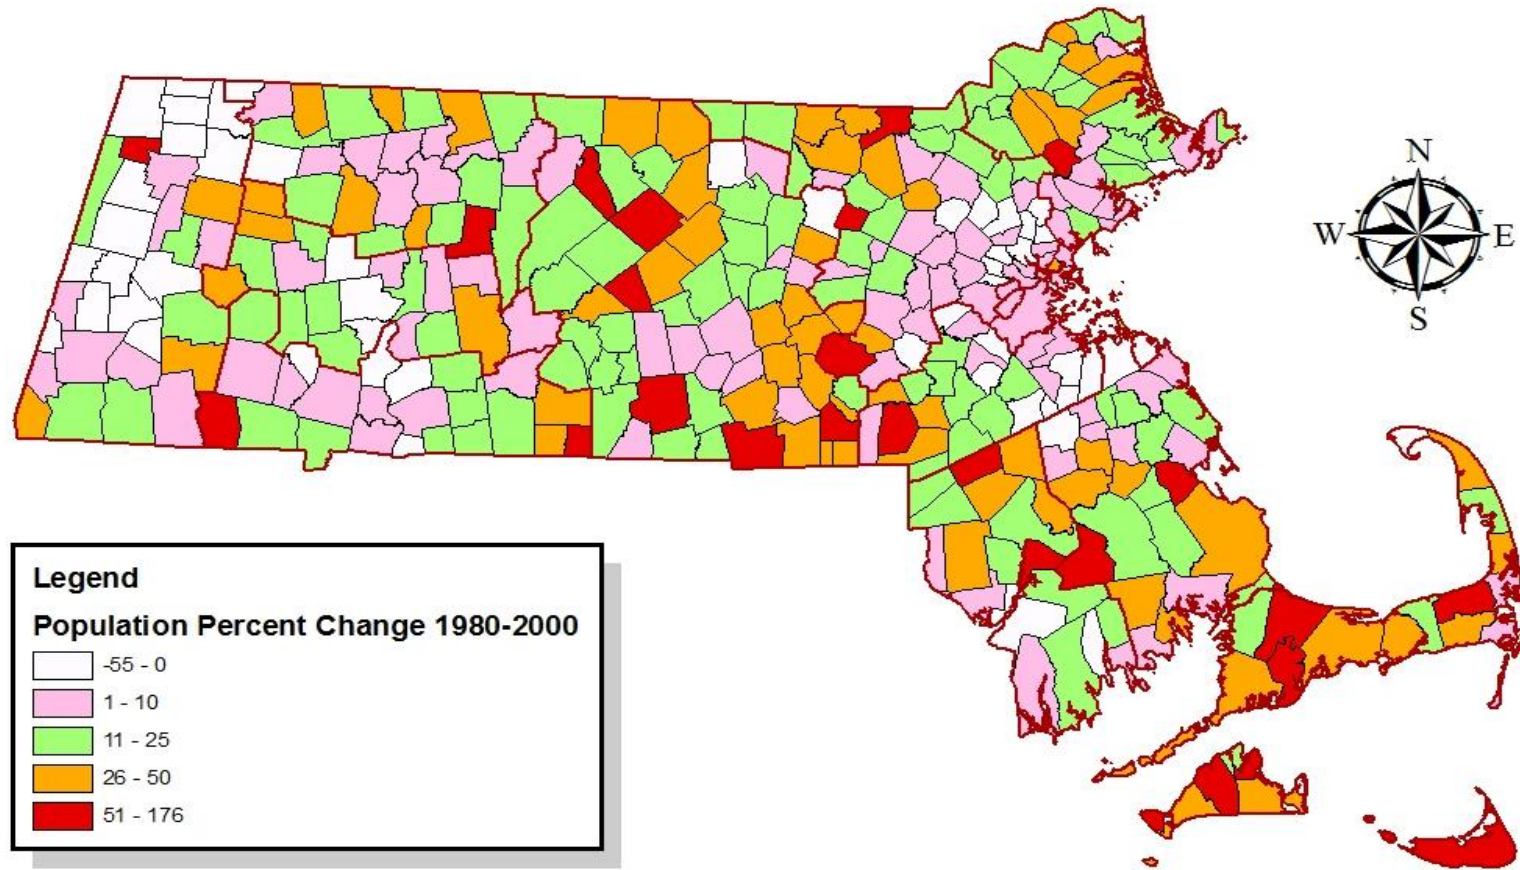 N
W E
S
Legend
Population Percent Change 1980-2000
-55 - 0
1 - 10
11 - 25
26 - 50
51 - 176